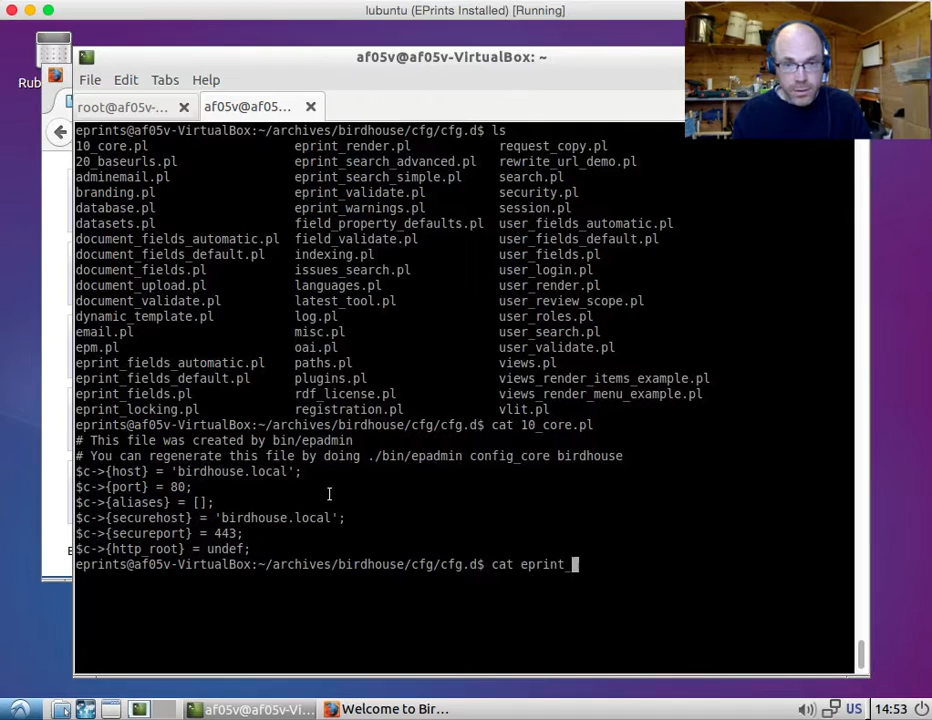 lubuntu (EPrints Installed) [Running]
Rub
af05v@af05v-VirtualBox: ~
File Edit Tabs Help
root@af05v-... af05v@af05...
eprints@af05v-VirtualBox:~/archives/birdhouse/cfg/cfg.d$ ls
10_core.pl eprint_render.pl request_copy.pl
20_baseurls.pl eprint_search_advanced.pl rewrite_url_demo.pl
adminemail.pl eprint_search_simple.pl search.pl
branding.pl eprint_validate.pl security.pl
database.pl eprint_warnings.pl session.pl
datasets.pl field_property_defaults.pl user_fields_automatic.pl
document_fields_automatic.pl field_validate.pl user_fields_default.pl
document_fields_default.pl indexing.pl user_fields.pl
document_fields.pl issues_search.pl user_login.pl
document_upload.pl languages.pl user_render.pl
document_validate.pl latest_tool.pl user_review_scope.pl
dynamic_template.pl log.pl user_roles.pl
email.pl misc.pl user_search.pl
epm.pl oai.pl user_validate.pl
eprint_fields_automatic.pl paths.pl views.pl
eprint_fields_default.pl plugins.pl views_render_items_example.pl
eprint_fields.pl rdf_license.pl views_render_menu_example.pl
eprint_locking.pl registration.pl vlit.pl
eprints@af05v-VirtualBox:~/archives/birdhouse/cfg/cfg.d$ cat 10_core.pl
# This file was created by bin/epadmin
# You can regenerate this file by doing ./bin/epadmin config_core birdhouse
$c->{host} = 'birdhouse.local';
$c->{port} = 80;
$c->{aliases} = [];
$c->{securehost} = 'birdhouse.local';
$c->{secureport} = 443;
$c->{http_root} = undef;
eprints@af05v-VirtualBox:~/archives/birdhouse/cfg/cfg.d$ cat eprint_
af05v@af05v-Vi... Welcome to Bir... US 14:53